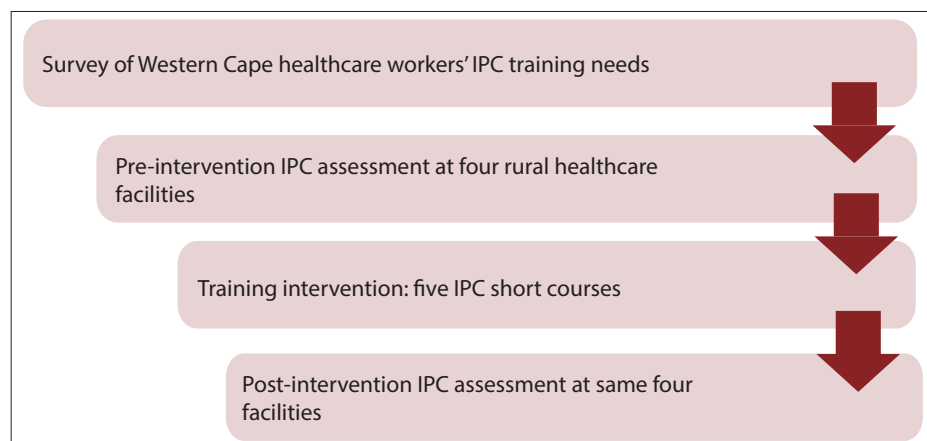 Survey of Western Cape healthcare workers’ IPC training needs
Pre-intervention IPC assessment at four rural healthcare
facilities
Training intervention: five IPC short courses
Post-intervention IPC assessment at same four
facilities